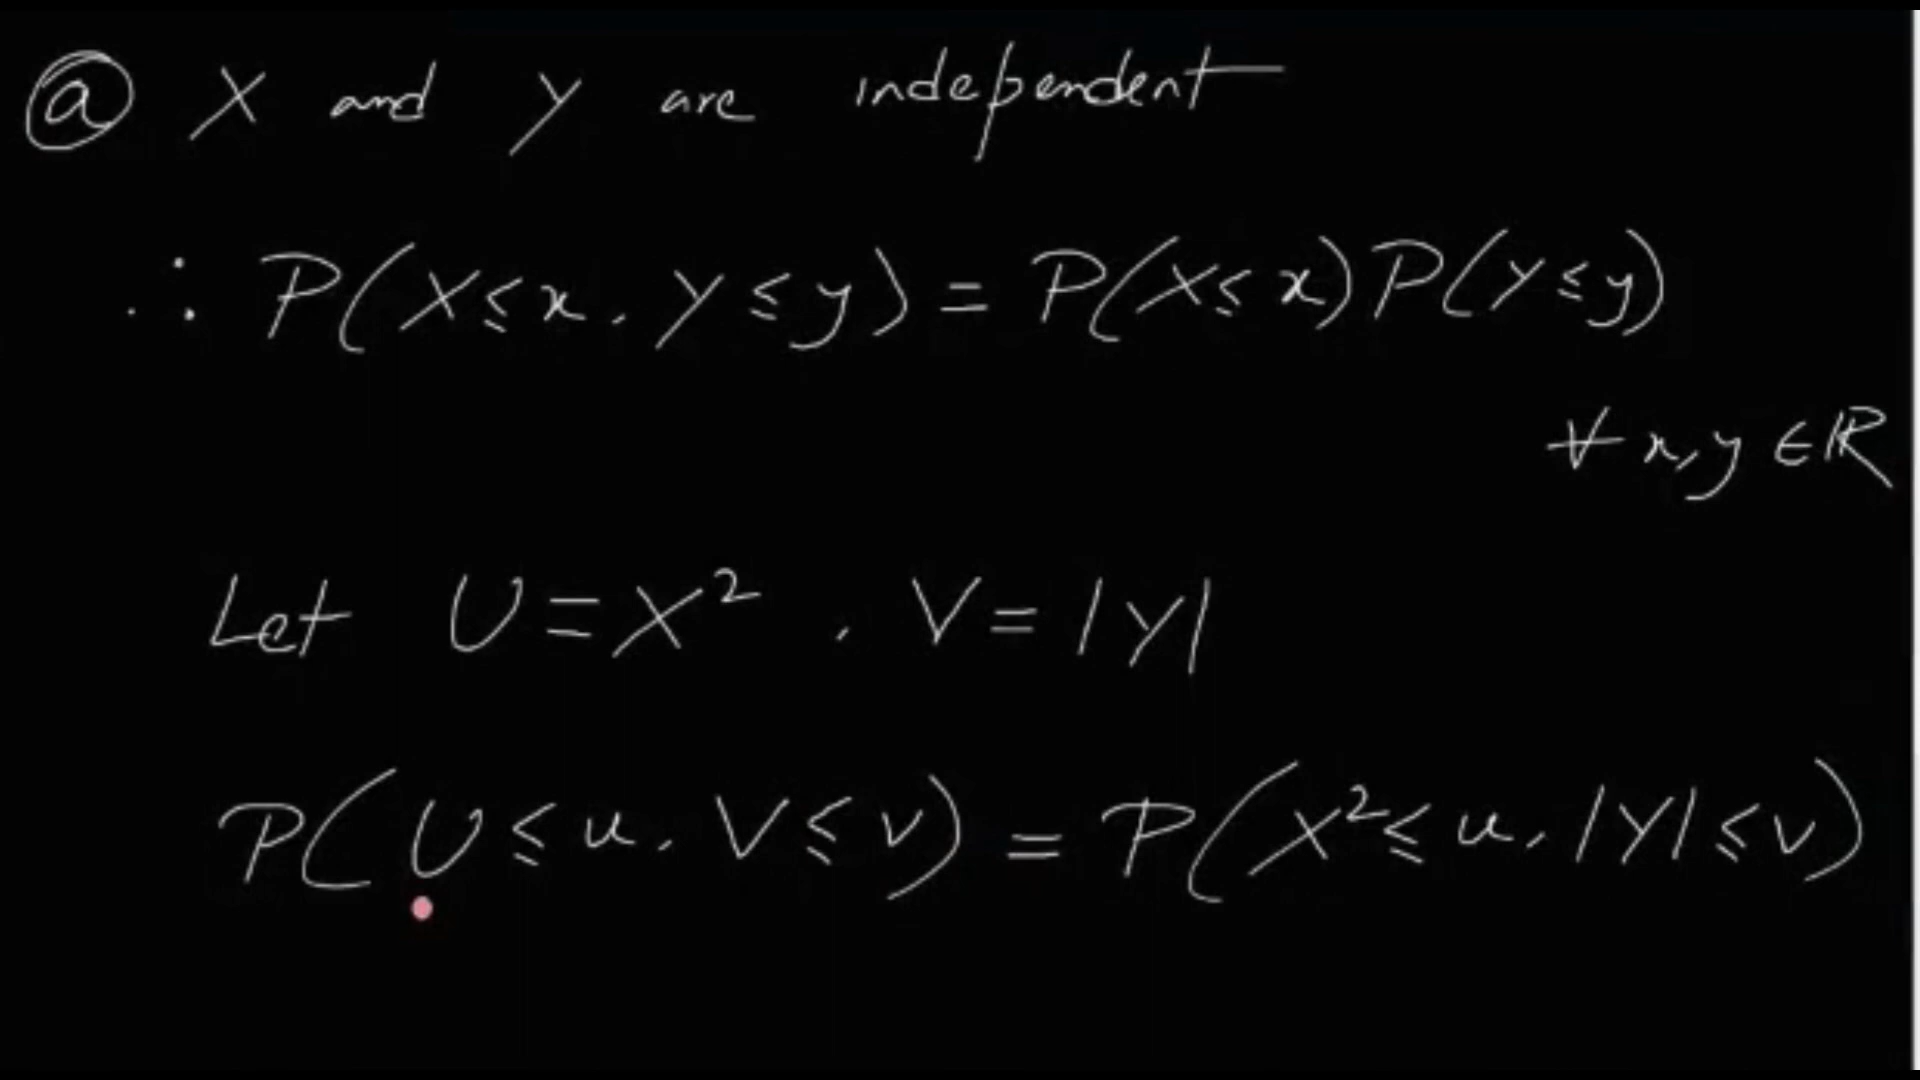 ⓐ X and Y are independent
∴ P(X≤x, Y≤y) = P(X≤x)P(Y≤y)
∀ x,y ∈ ℝ
Let U = X², V = |Y|
P(U≤u, V≤v) = P(X²≤u, |Y|≤v)